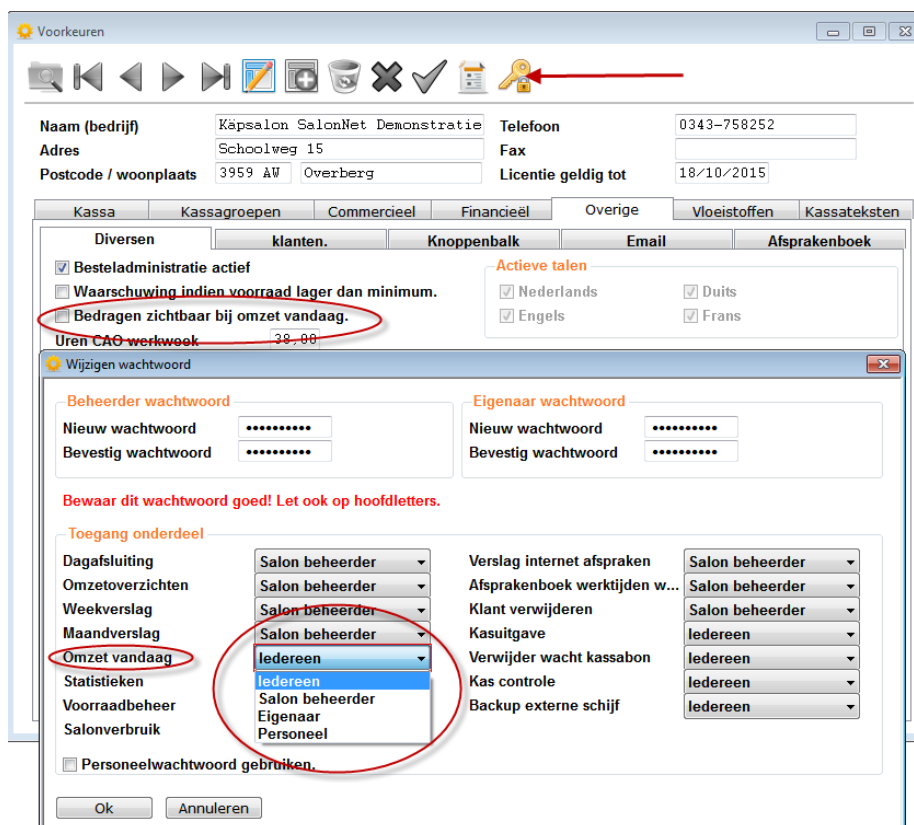 Voorkeuren
Naam (bedrijf) Käpsalon SalonNet Demonstratie Telefoon 0343-758252
Adres Schoolweg 15 Fax
Postcode / woonplaats 3959 AW Overberg Licentie geldig tot 18/10/2015
Kassa Kassagroepen Commercieel Financieël Overige Vloeistoffen Kassateksten
Diversen klanten. Knoppenbalk Email Afsprakenboek
Besteladministratie actief
Waarschuwing indien voorraad lager dan minimum.
Bedragen zichtbaar bij omzet vandaag.
Uren CAO werkweek 38,00
Actieve talen
Nederlands Duits
Engels Frans
Wijzigen wachtwoord
Beheerder wachtwoord Eigenaar wachtwoord
Nieuw wachtwoord •••••••••• Nieuw wachtwoord ••••••••••
Bevestig wachtwoord •••••••••• Bevestig wachtwoord ••••••••••
Bewaar dit wachtwoord goed! Let ook op hoofdletters.
Toegang onderdeel
Dagafsluiting Salon beheerder Verslag internet afspraken Salon beheerder
Omzetoverzichten Salon beheerder Afsprakenboek werktijden w... Salon beheerder
Weekverslag Salon beheerder Klant verwijderen Salon beheerder
Maandverslag Salon beheerder Kasuitgave Iedereen
Omzet vandaag Iedereen Verwijder wacht kassabon Iedereen
Statistieken Iedereen Kas controle Iedereen
Voorraadbeheer Salon beheerder Backup externe schijf Iedereen
Eigenaar
Salonverbruik Personeel
Personeelwachtwoord gebruiken.
Ok Annuleren